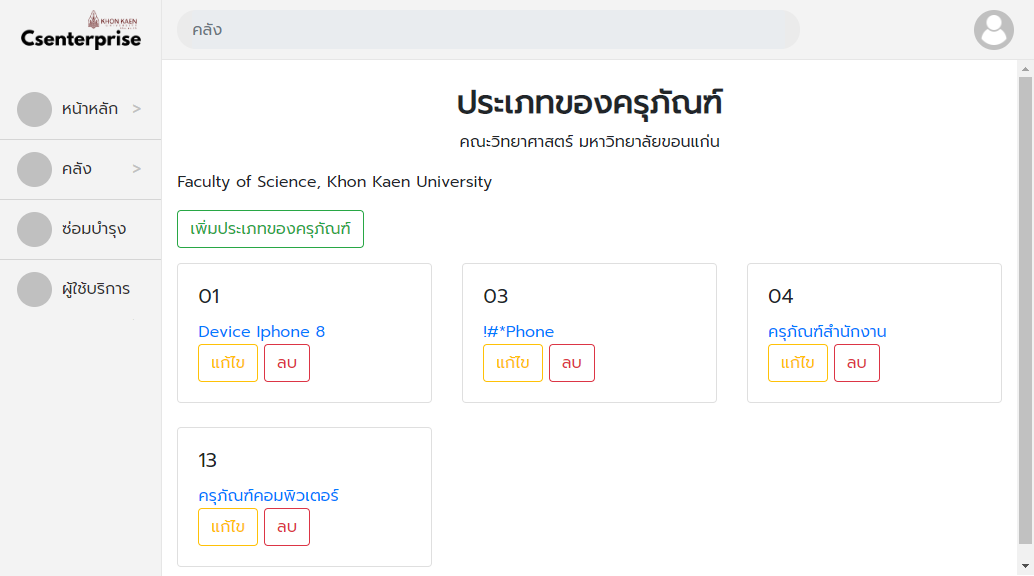 KHON KAEN
Csenterprise
คลัง
หน้าหลัก >
คลัง >
ซ่อมบำรุง
ผู้ใช้บริการ
ประเภทของครุภัณฑ์
คณะวิทยาศาสตร์ มหาวิทยาลัยขอนแก่น
Faculty of Science, Khon Kaen University
เพิ่มประเภทของครุภัณฑ์
01
Device Iphone 8
แก้ไข ลบ
03
!#*Phone
แก้ไข ลบ
04
ครุภัณฑ์สำนักงาน
แก้ไข ลบ
13
ครุภัณฑ์คอมพิวเตอร์
แก้ไข ลบ